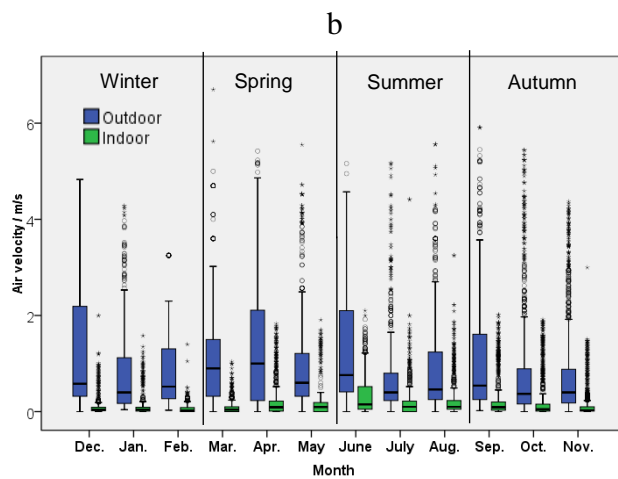 b
Winter Spring Summer Autumn
Outdoor
Indoor
Air velocity / m/s
6
4
2
0
Dec. Jan. Feb. Mar. Apr. May June July Aug. Sep. Oct. Nov.
Month